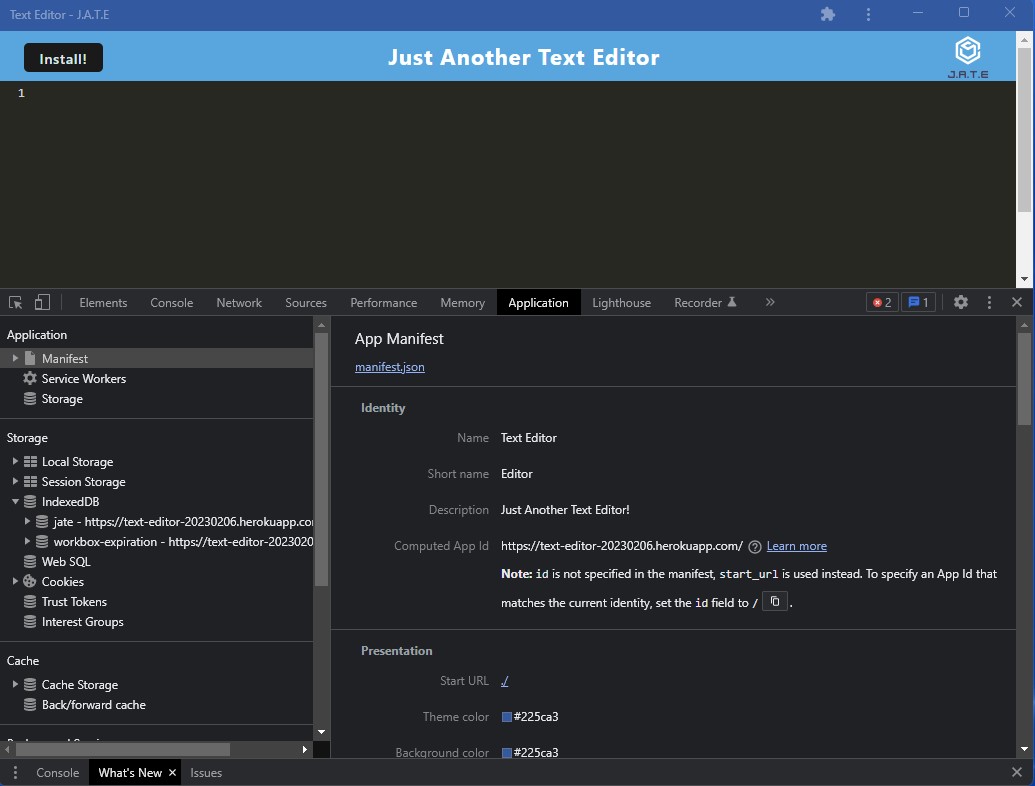 Text Editor - J.A.T.E
Install!
Just Another Text Editor
J.A.T.E
1
Elements Console Network Sources Performance Memory Application Lighthouse Recorder 2 1
Application
Manifest
Service Workers
Storage
Storage
Local Storage
Session Storage
IndexedDB
jate - https://text-editor-20230206.herokuapp.co
workbox-expiration - https://text-editor-202302
Web SQL
Cookies
Trust Tokens
Interest Groups
Cache
Cache Storage
Back/forward cache
App Manifest
manifest.json
Identity
Name Text Editor
Short name Editor
Description Just Another Text Editor!
Computed App Id https://text-editor-20230206.herokuapp.com/ Learn more
Note: id is not specified in the manifest, start_url is used instead. To specify an App Id that
matches the current identity, set the id field to / .
Presentation
Start URL ./
Theme color #225ca3
Background color #225ca3
Console What's New Issues